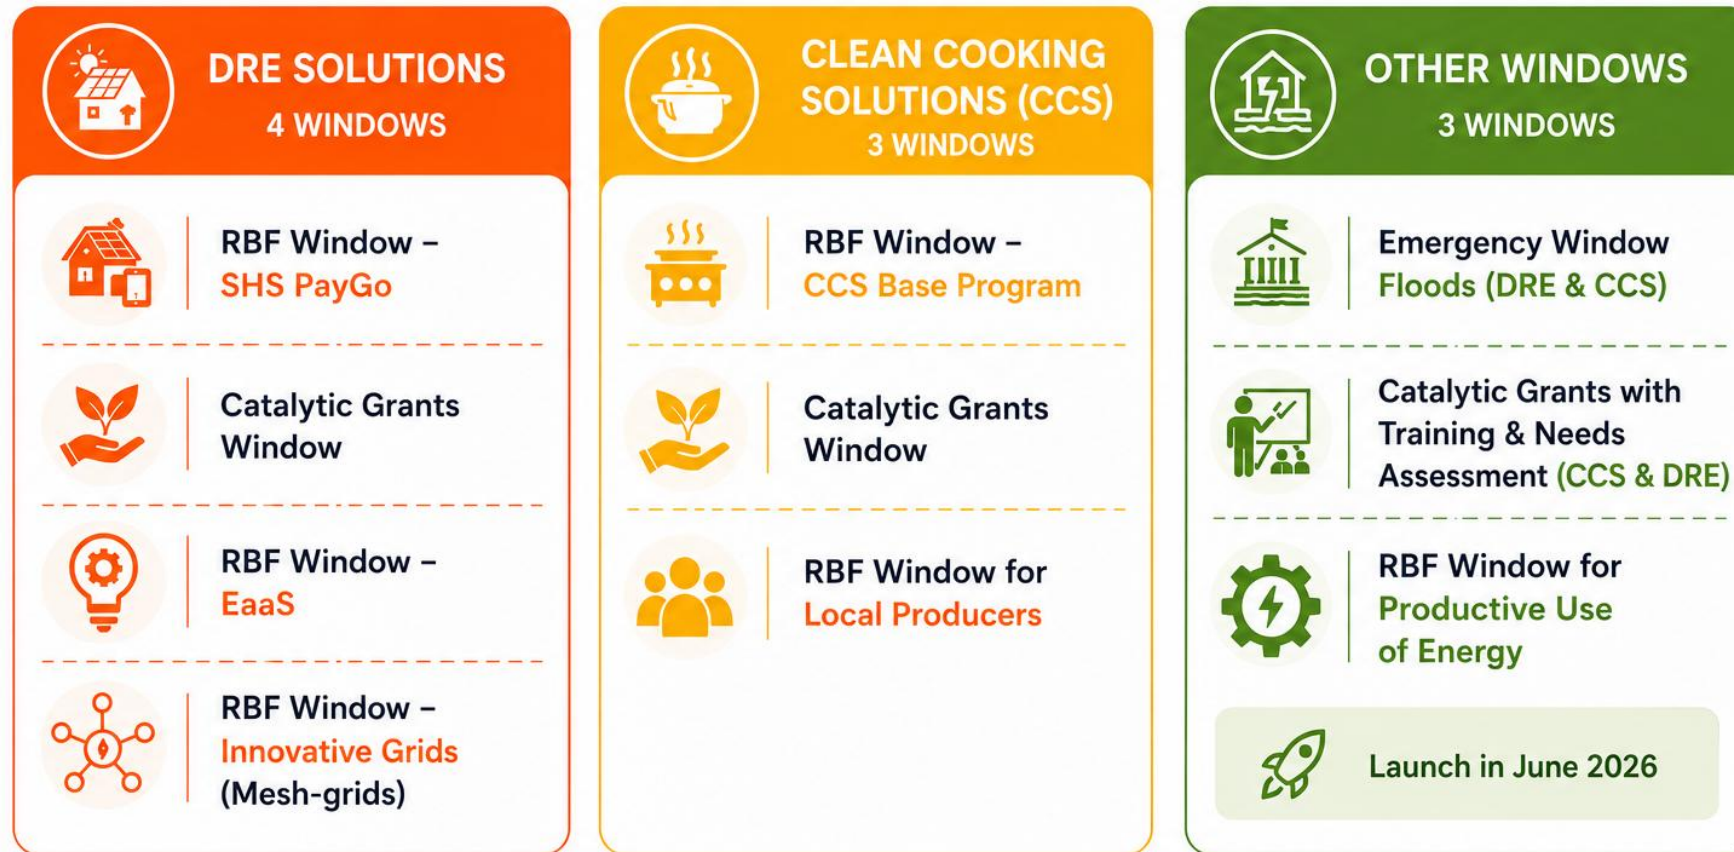 DRE SOLUTIONS
4 WINDOWS
RBF Window –
SHS PayGo
Catalytic Grants
Window
RBF Window –
EaaS
RBF Window –
Innovative Grids
(Mesh-grids)
CLEAN COOKING
SOLUTIONS (CCS)
3 WINDOWS
RBF Window –
CCS Base Program
Catalytic Grants
Window
RBF Window for
Local Producers
OTHER WINDOWS
3 WINDOWS
Emergency Window
Floods (DRE & CCS)
Catalytic Grants with
Training & Needs
Assessment (CCS & DRE)
RBF Window for
Productive Use
of Energy
Launch in June 2026